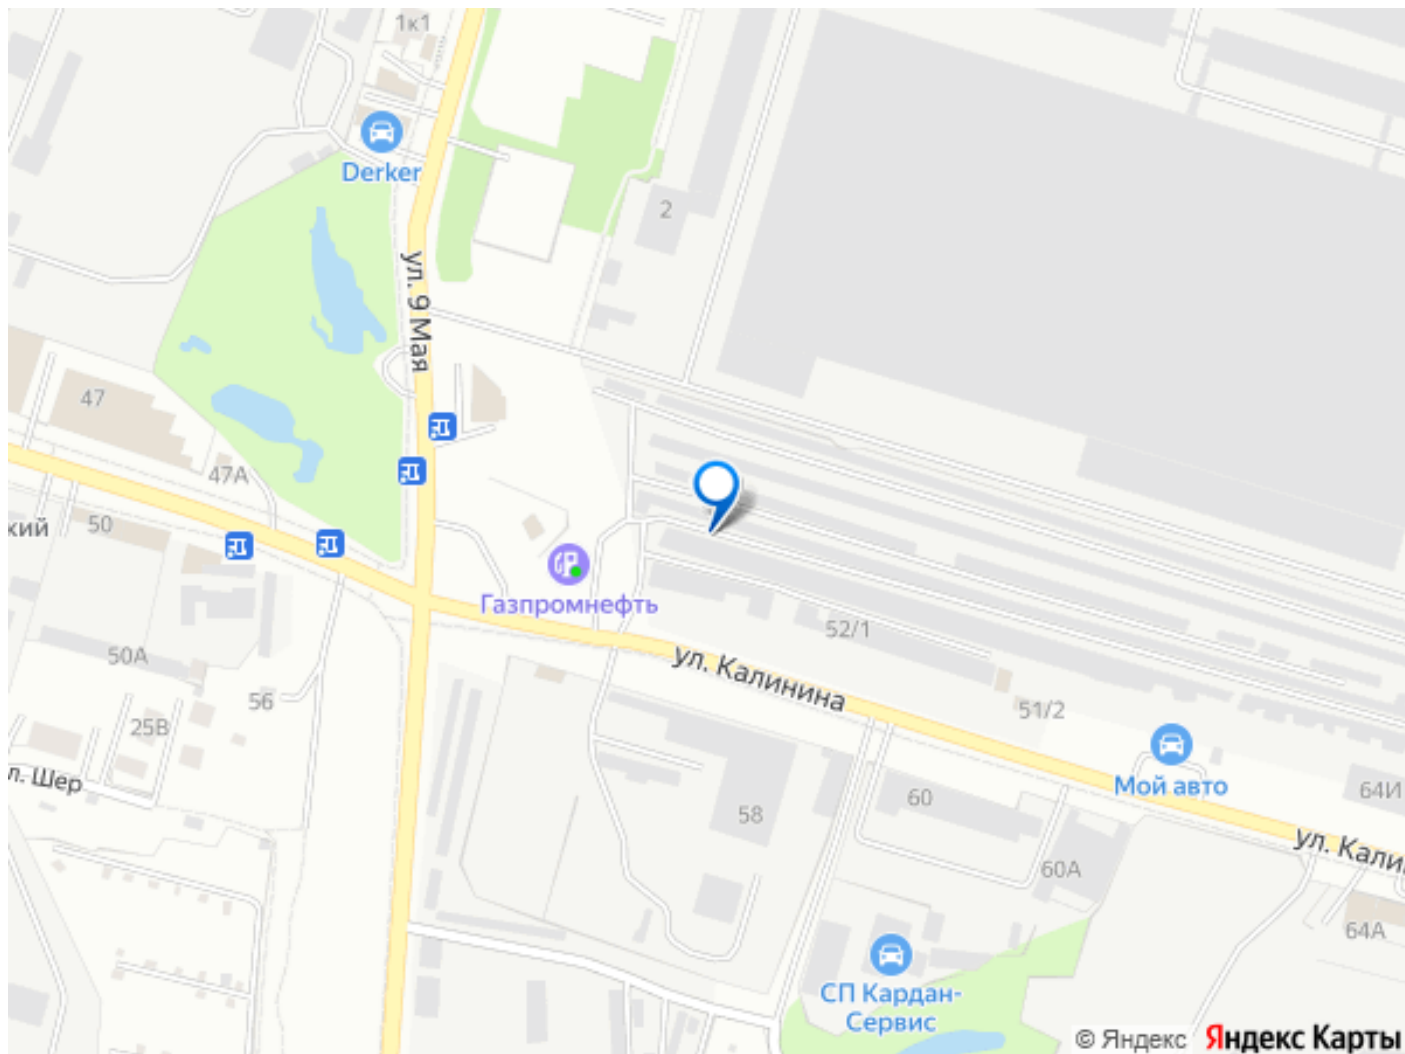 1к1
Derker
2
ул. 9 Мая
47
47А
50
кий
Газпромнефть
52/1
ул. Калинина
50А
56
51/2
25В
л. Шер
Мой авто
64И
60
58
ул. Кали
60А
64А
СП Кардан-
Сервис
© Яндекс Яндекс Карты